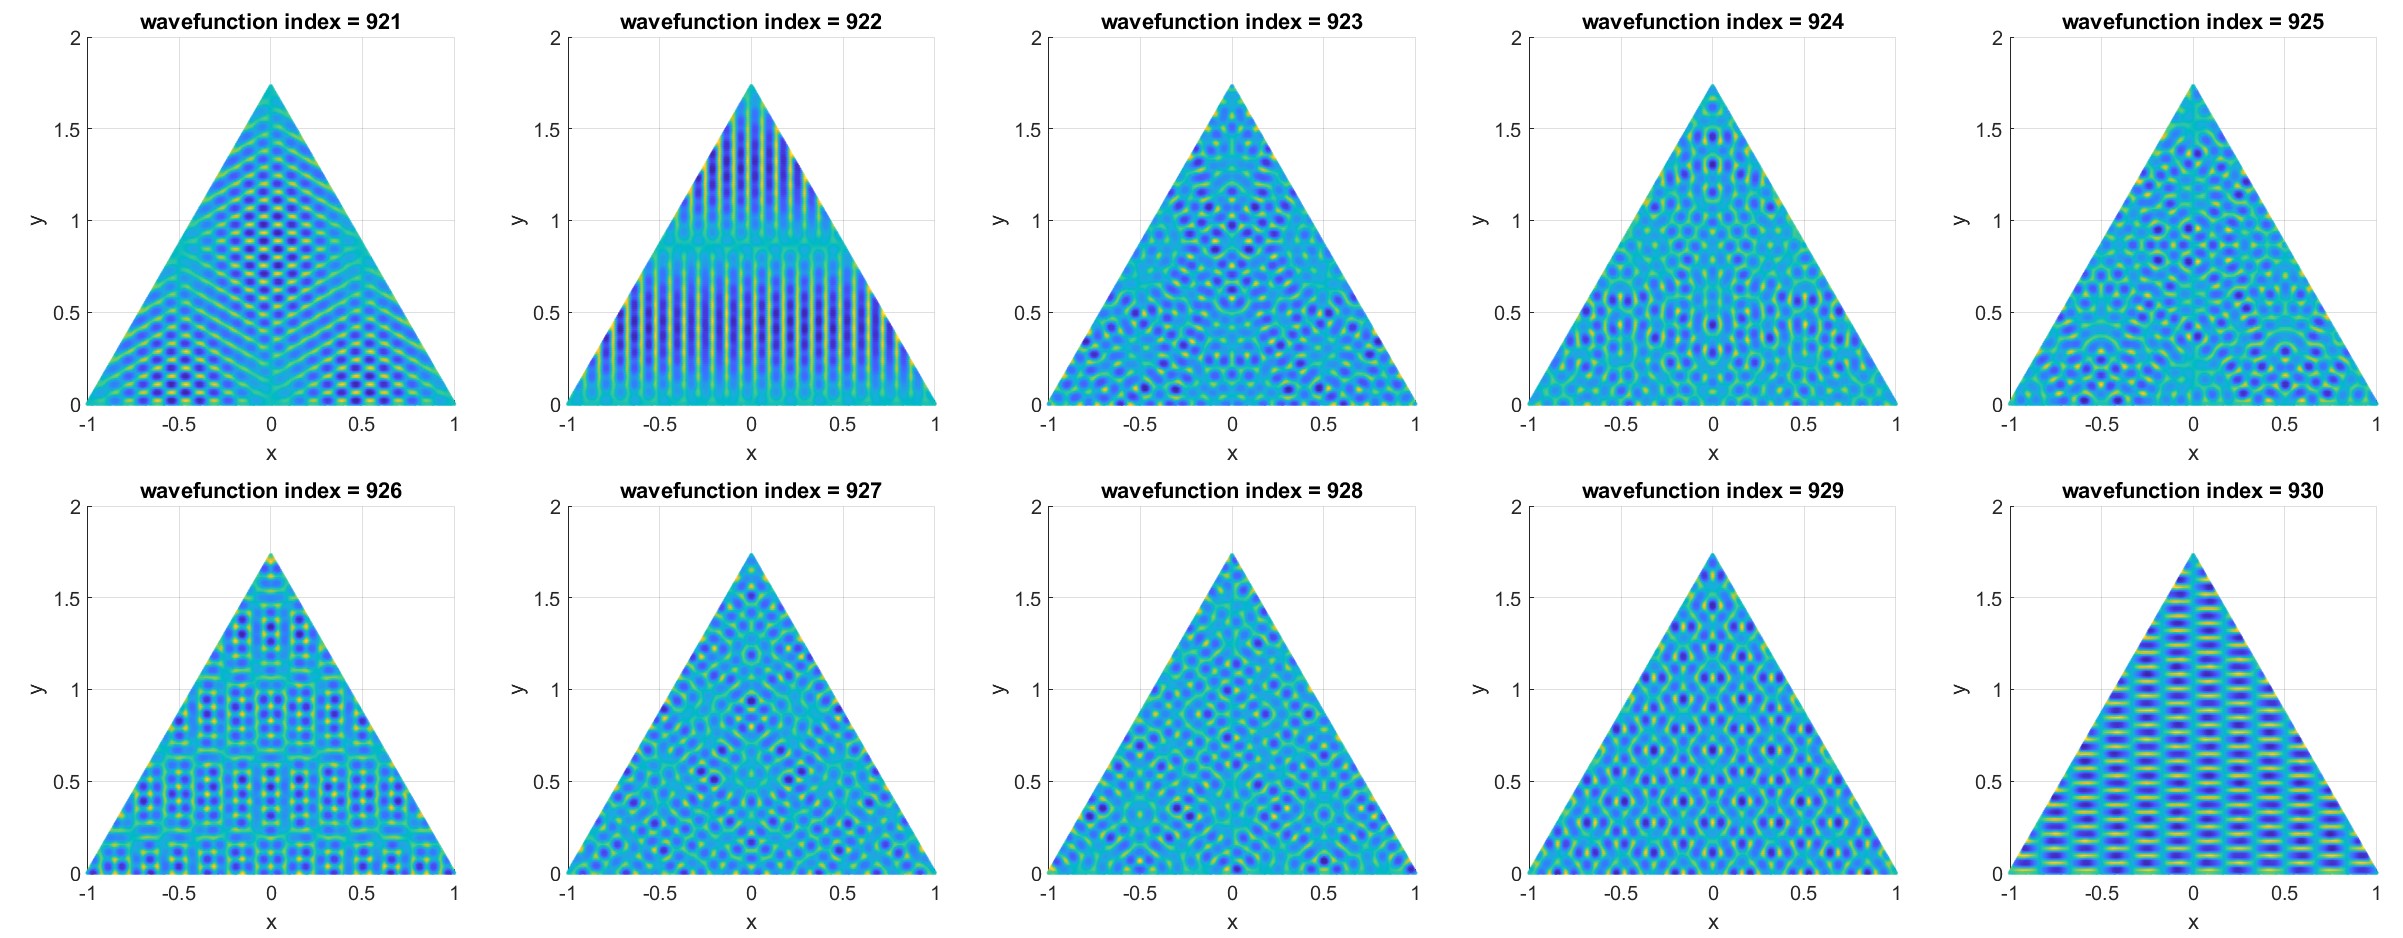 wavefunction index = 921
2
1.5
1
0.5
0
y
-1 -0.5 0 0.5 1
x
wavefunction index = 922
2
1.5
1
0.5
0
y
-1 -0.5 0 0.5 1
x
wavefunction index = 923
2
1.5
1
0.5
0
y
-1 -0.5 0 0.5 1
x
wavefunction index = 924
2
1.5
1
0.5
0
y
-1 -0.5 0 0.5 1
x
wavefunction index = 925
2
1.5
1
0.5
0
y
-1 -0.5 0 0.5 1
x
wavefunction index = 926
2
1.5
1
0.5
0
y
-1 -0.5 0 0.5 1
x
wavefunction index = 927
2
1.5
1
0.5
0
y
-1 -0.5 0 0.5 1
x
wavefunction index = 928
2
1.5
1
0.5
0
y
-1 -0.5 0 0.5 1
x
wavefunction index = 929
2
1.5
1
0.5
0
y
-1 -0.5 0 0.5 1
x
wavefunction index = 930
2
1.5
1
0.5
0
y
-1 -0.5 0 0.5 1
x